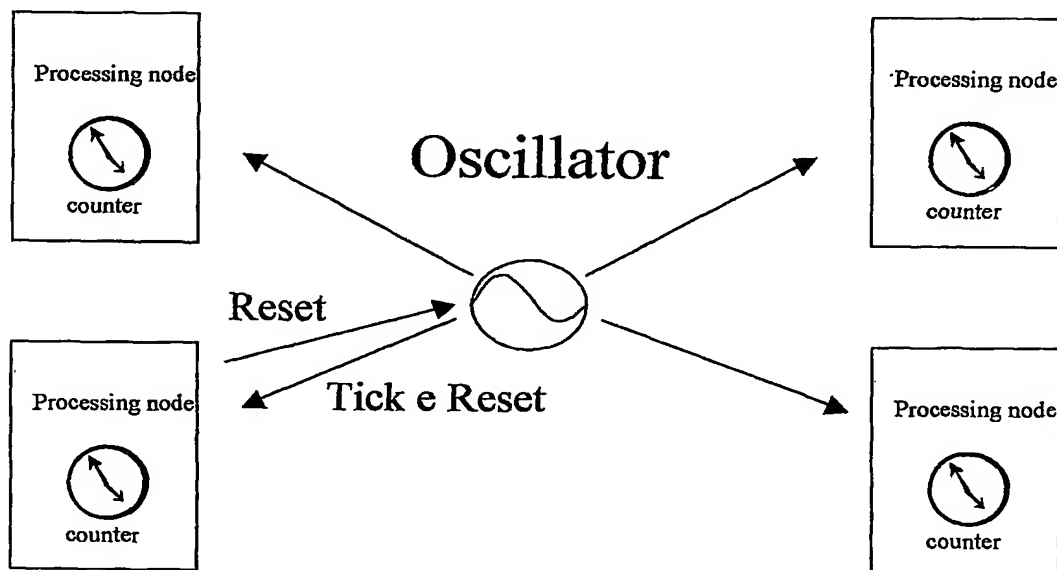 Processing node
counter
Processing node
counter
Oscillator
Reset
Tick e Reset
Processing node
counter
Processing node
counter